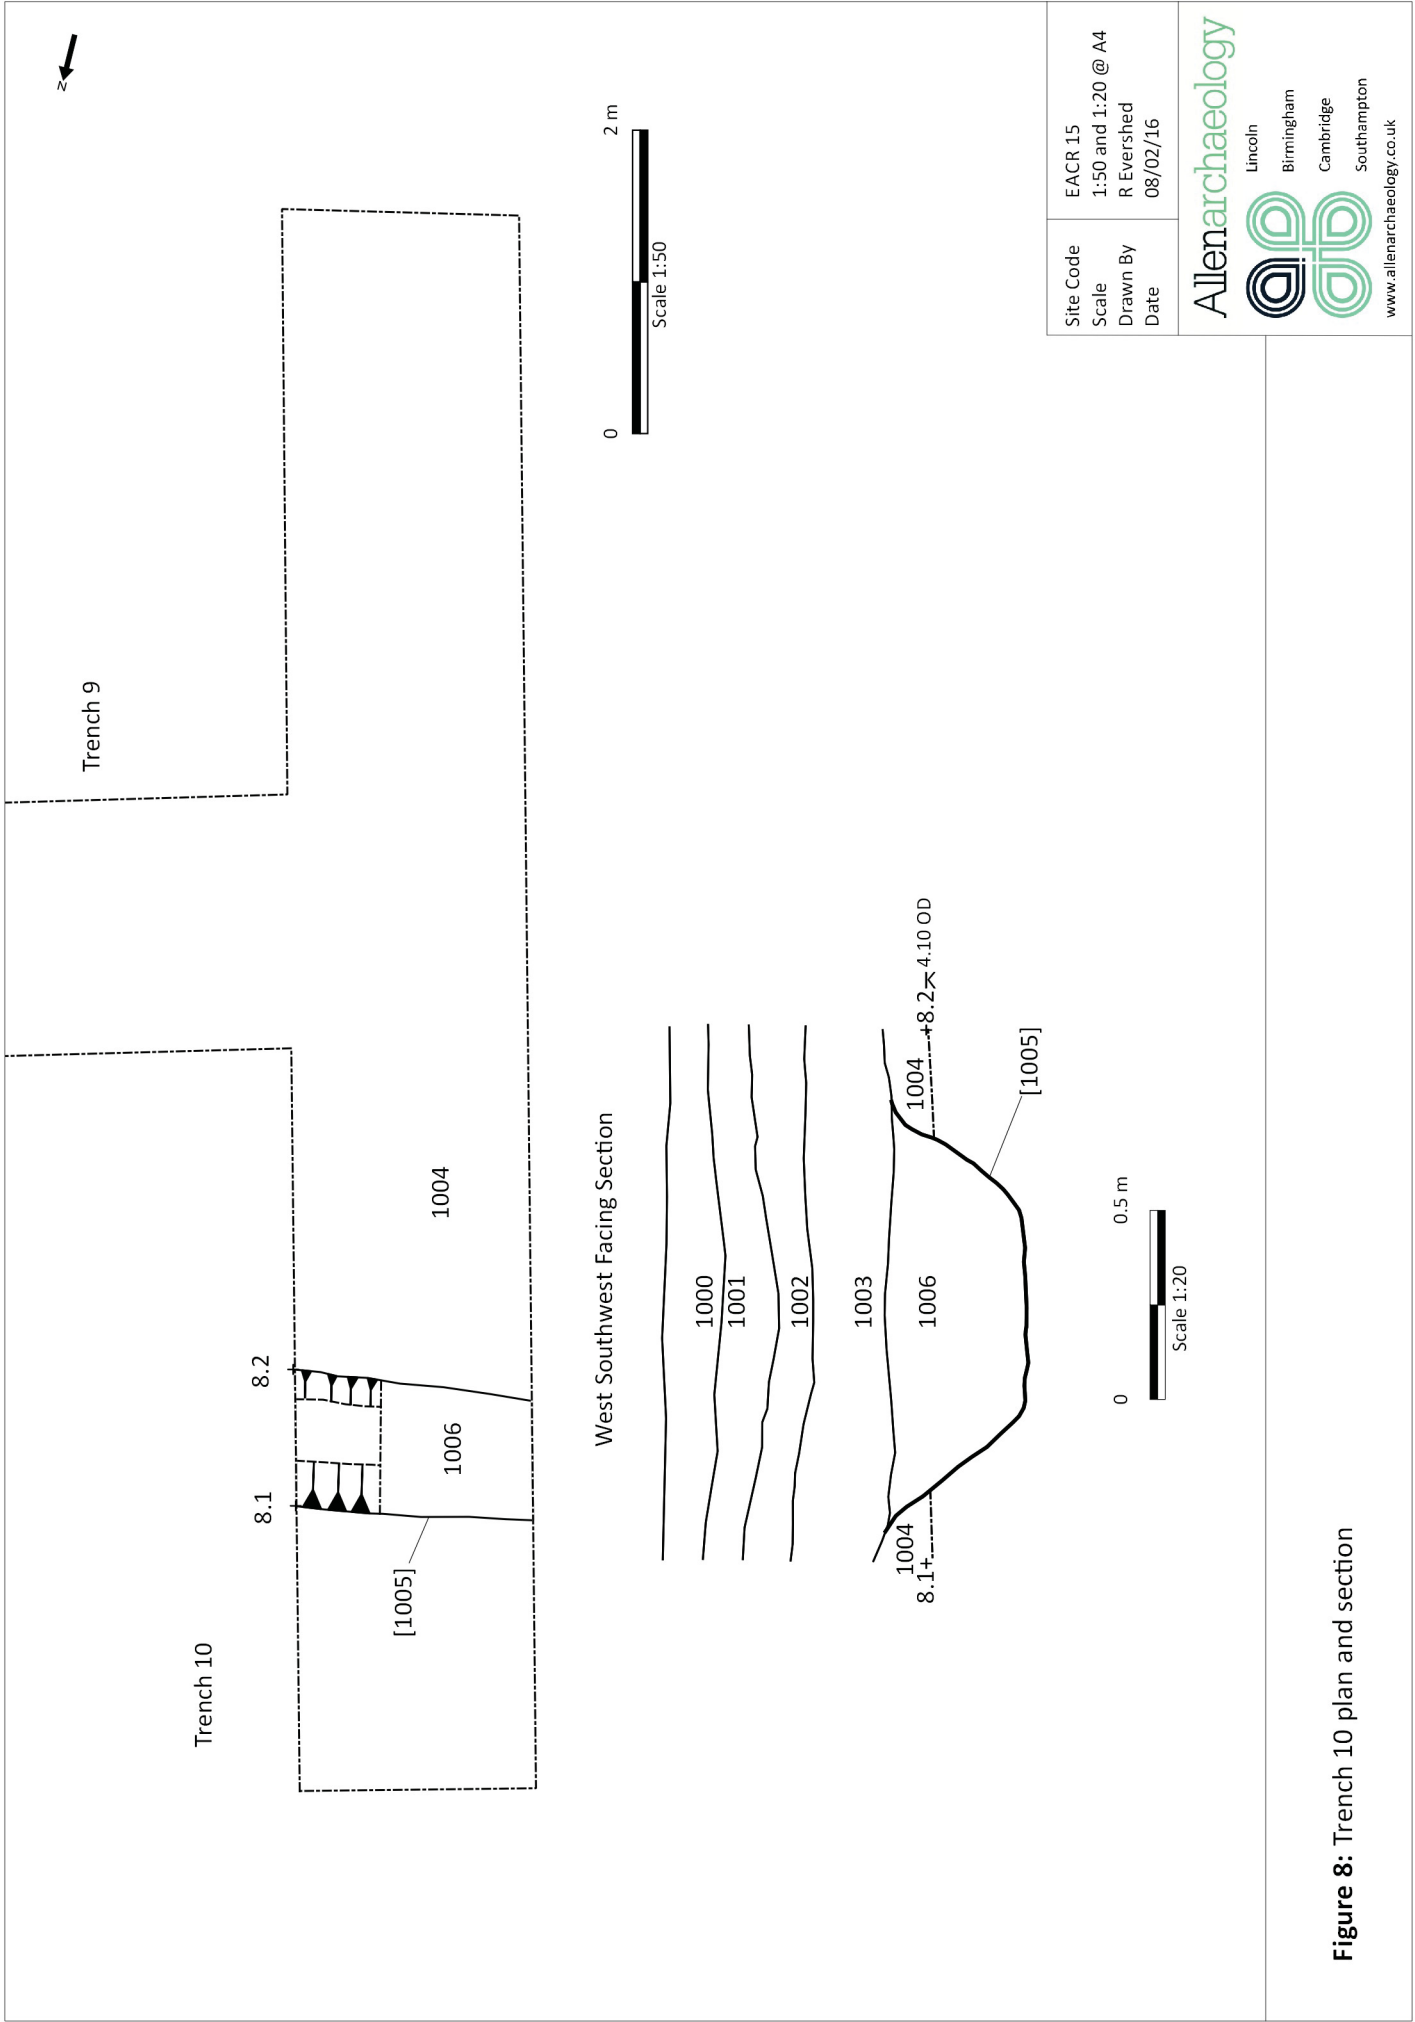 N
Trench 9
Trench 10
8.1
8.2
[1005]
1006
1004
0
2 m
Scale 1:50
West Southwest Facing Section
1000
1001
1002
1003
1004
1006
1004
8.1+
+8.2
4.10 OD
[1005]
0
0.5 m
Scale 1:20
Site Code EACR 15
Scale 1:50 and 1:20 @ A4
Drawn By R Evershed
Date 08/02/16
Allenarchaeology
Lincoln
Birmingham
Cambridge
Southampton
www.allenarchaeology.co.uk
Figure 8: Trench 10 plan and section